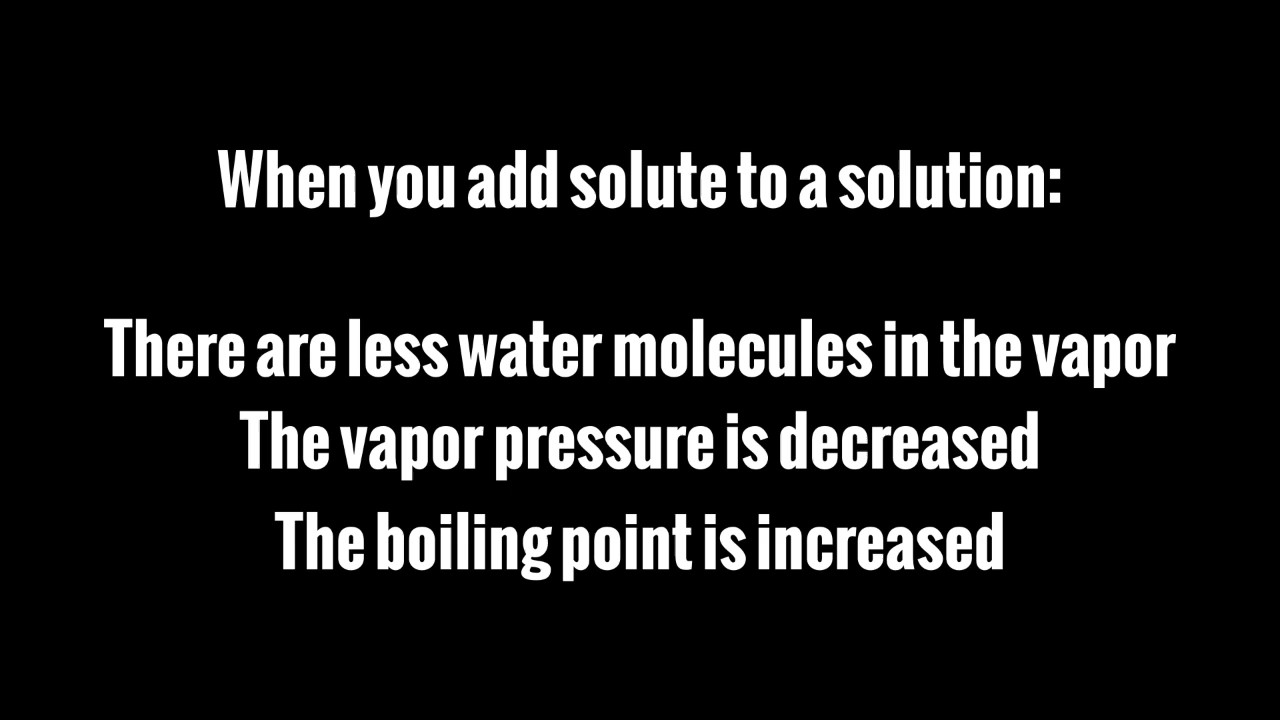 When you add solute to a solution:
There are less water molecules in the vapor
The vapor pressure is decreased
The boiling point is increased